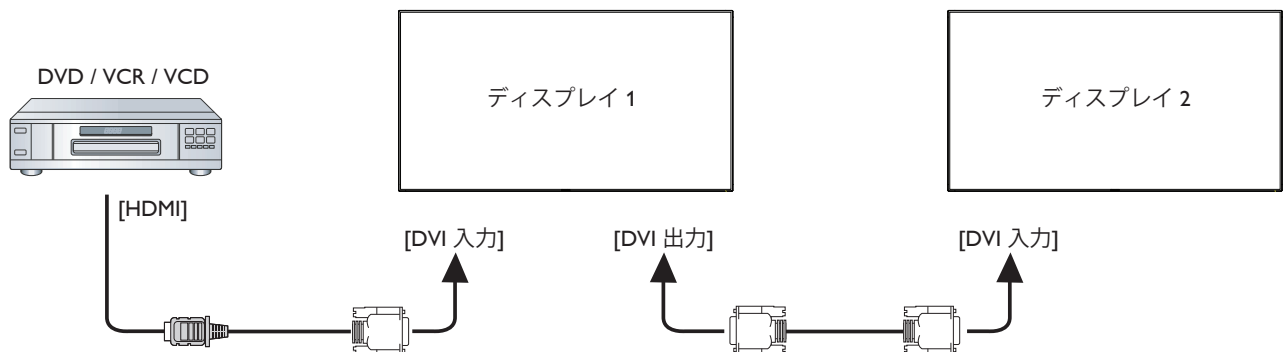 DVD / VCR / VCD
ディスプレイ 1
ディスプレイ 2
[HDMI]
[DVI 入力]
[DVI 出力]
[DVI 入力]